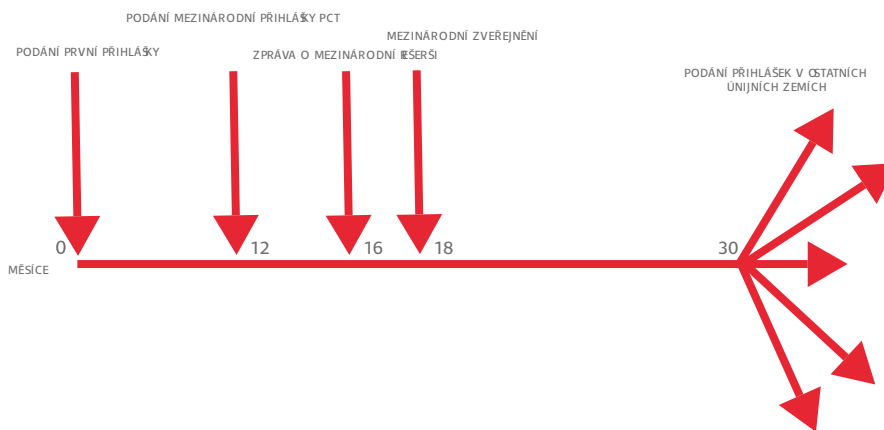 PODÁNÍ MEZINÁRODNÍ PŘIHLÁŠKY PCT
PODÁNÍ PRVNÍ PŘIHLÁŠKY
ZPRÁVA O MEZINÁRODNÍ REŠERŠI
MEZINÁRODNÍ ZVEŘEJNĚNÍ
PODÁNÍ PŘIHLÁŠEK V OSTATNÍCH
ÚNIJNÍCH ZEMÍCH
0
12
16
18
30
MĚSÍCE